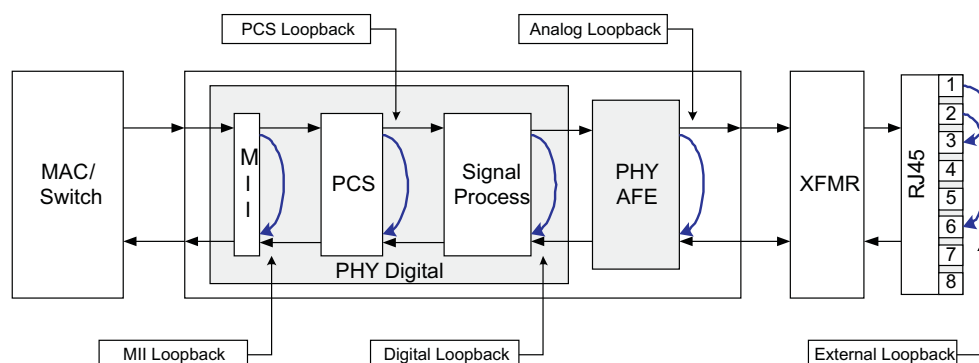 PCS Loopback
Analog Loopback
MAC/
Switch
M
I
I
PCS
Signal
Process
PHY
AFE
XFMR
RJ45
1
2
3
4
5
6
7
8
PHY Digital
MII Loopback
Digital Loopback
External Loopback